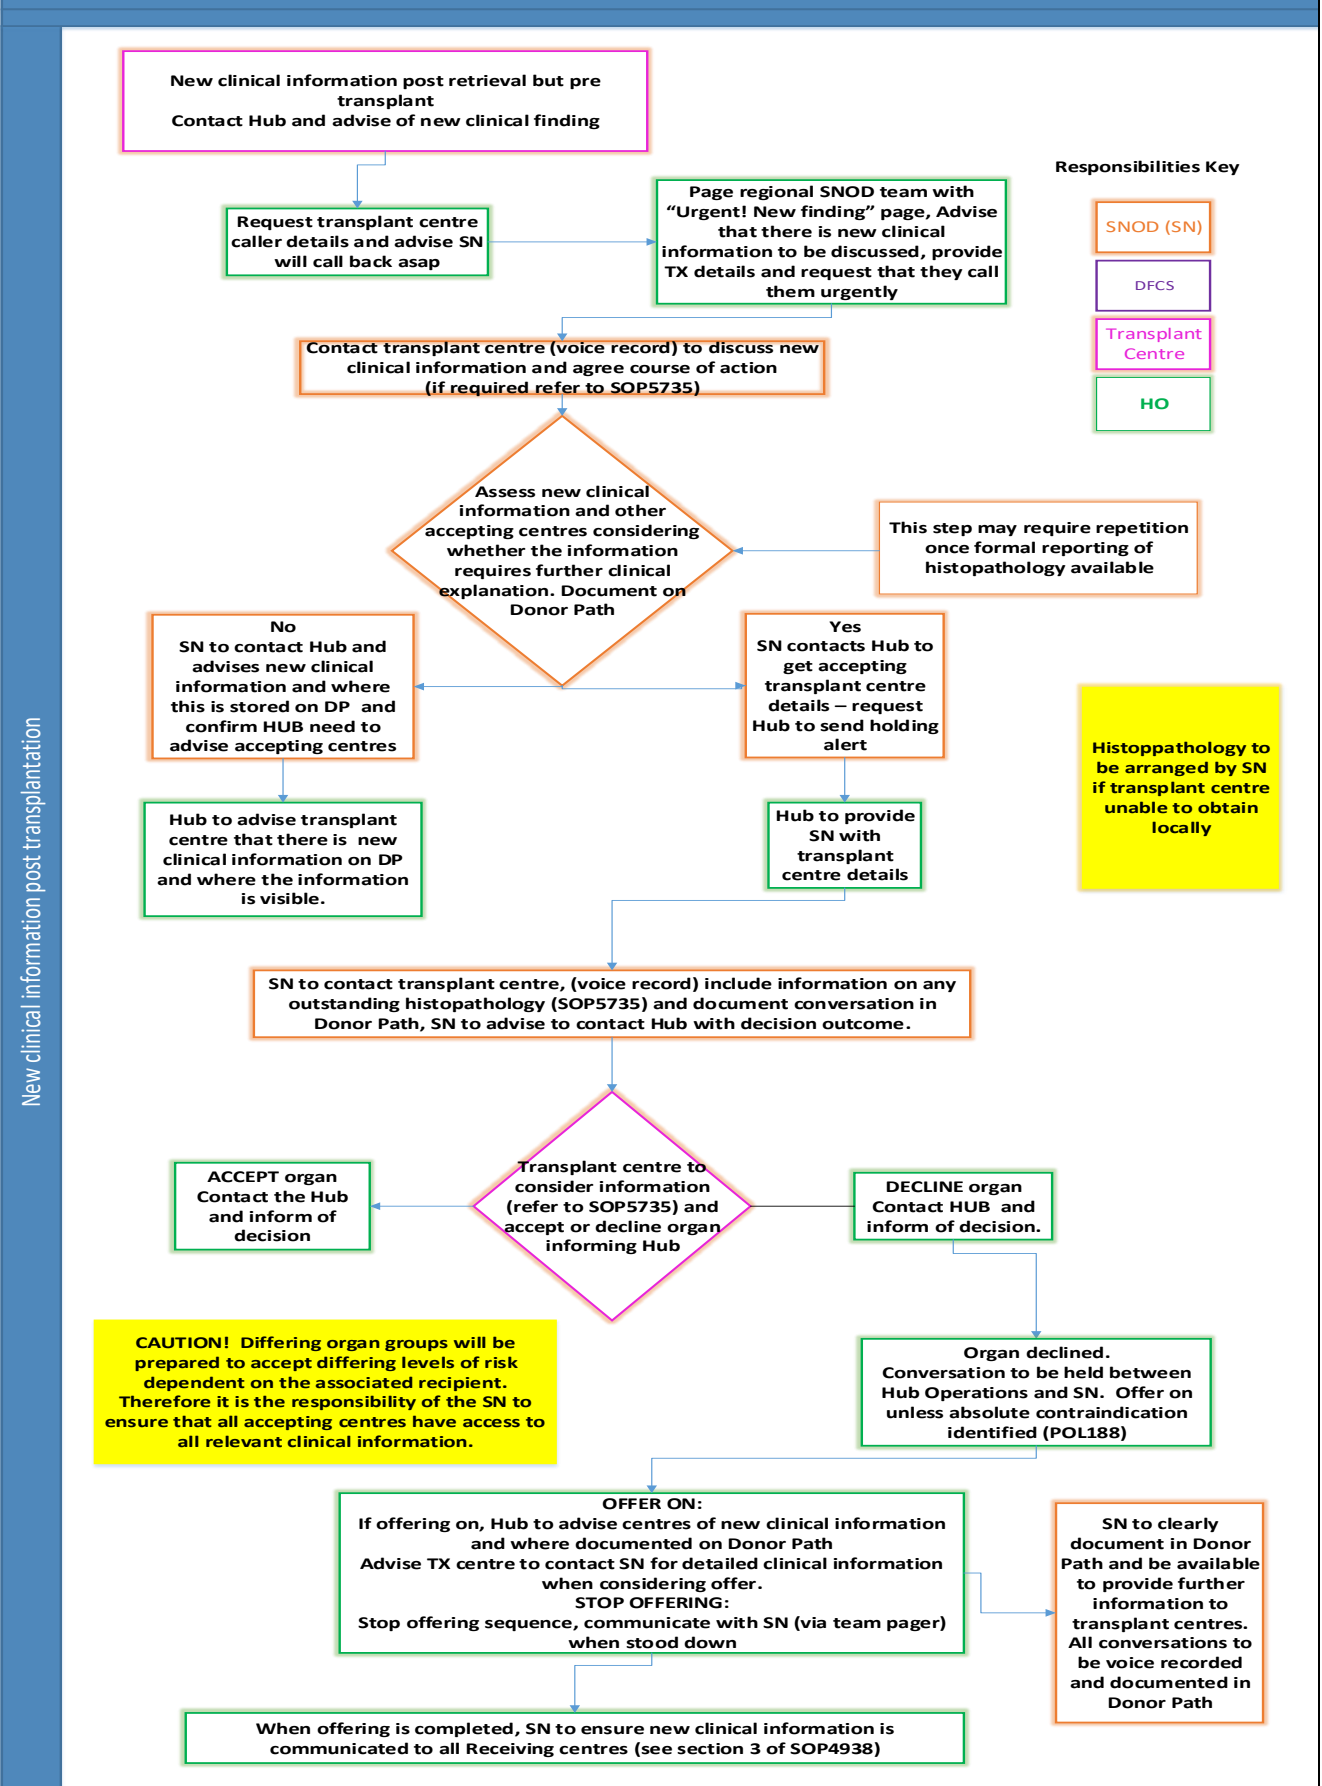 New clinical information post transplantation
New clinical information post retrieval but pre
transplant
Contact Hub and advise of new clinical finding
Responsibilities Key
SNOD (SN)
DFCS
Transplant
Centre
HO
Request transplant centre
caller details and advise SN
will call back asap
Page regional SNOD team with
“Urgent! New finding” page, Advise
that there is new clinical
information to be discussed, provide
TX details and request that they call
them urgently
Contact transplant centre (voice record) to discuss new
clinical information and agree course of action
(if required refer to SOP5735)
Assess new clinical
information and other
accepting centres considering
whether the information
requires further clinical
explanation. Document on
Donor Path
This step may require repetition
once formal reporting of
histopathology available
No
SN to contact Hub and
advises new clinical
information and where
this is stored on DP and
confirm HUB need to
advise accepting centres
Yes
SN contacts Hub to
get accepting
transplant centre
details – request
Hub to send holding
alert
Histoppathology to
be arranged by SN
if transplant centre
unable to obtain
locally
Hub to advise transplant
centre that there is new
clinical information on DP
and where the information
is visible.
Hub to provide
SN with
transplant
centre details
SN to contact transplant centre, (voice record) include information on any
outstanding histopathology (SOP5735) and document conversation in
Donor Path, SN to advise to contact Hub with decision outcome.
Transplant centre to
consider information
(refer to SOP5735) and
accept or decline organ
informing Hub
ACCEPT organ
Contact the Hub
and inform of
decision
DECLINE organ
Contact HUB and
inform of decision.
CAUTION! Differing organ groups will be
prepared to accept differing levels of risk
dependent on the associated recipient.
Therefore it is the responsibility of the SN to
ensure that all accepting centres have access to
all relevant clinical information.
Organ declined.
Conversation to be held between
Hub Operations and SN. Offer on
unless absolute contraindication
identified (POL188)
OFFER ON:
If offering on, Hub to advise centres of new clinical information
and where documented on Donor Path
Advise TX centre to contact SN for detailed clinical information
when considering offer.
STOP OFFERING:
Stop offering sequence, communicate with SN (via team pager)
when stood down
SN to clearly
document in Donor
Path and be available
to provide further
information to
transplant centres.
All conversations to
be voice recorded
and documented in
Donor Path
When offering is completed, SN to ensure new clinical information is
communicated to all Receiving centres (see section 3 of SOP4938)